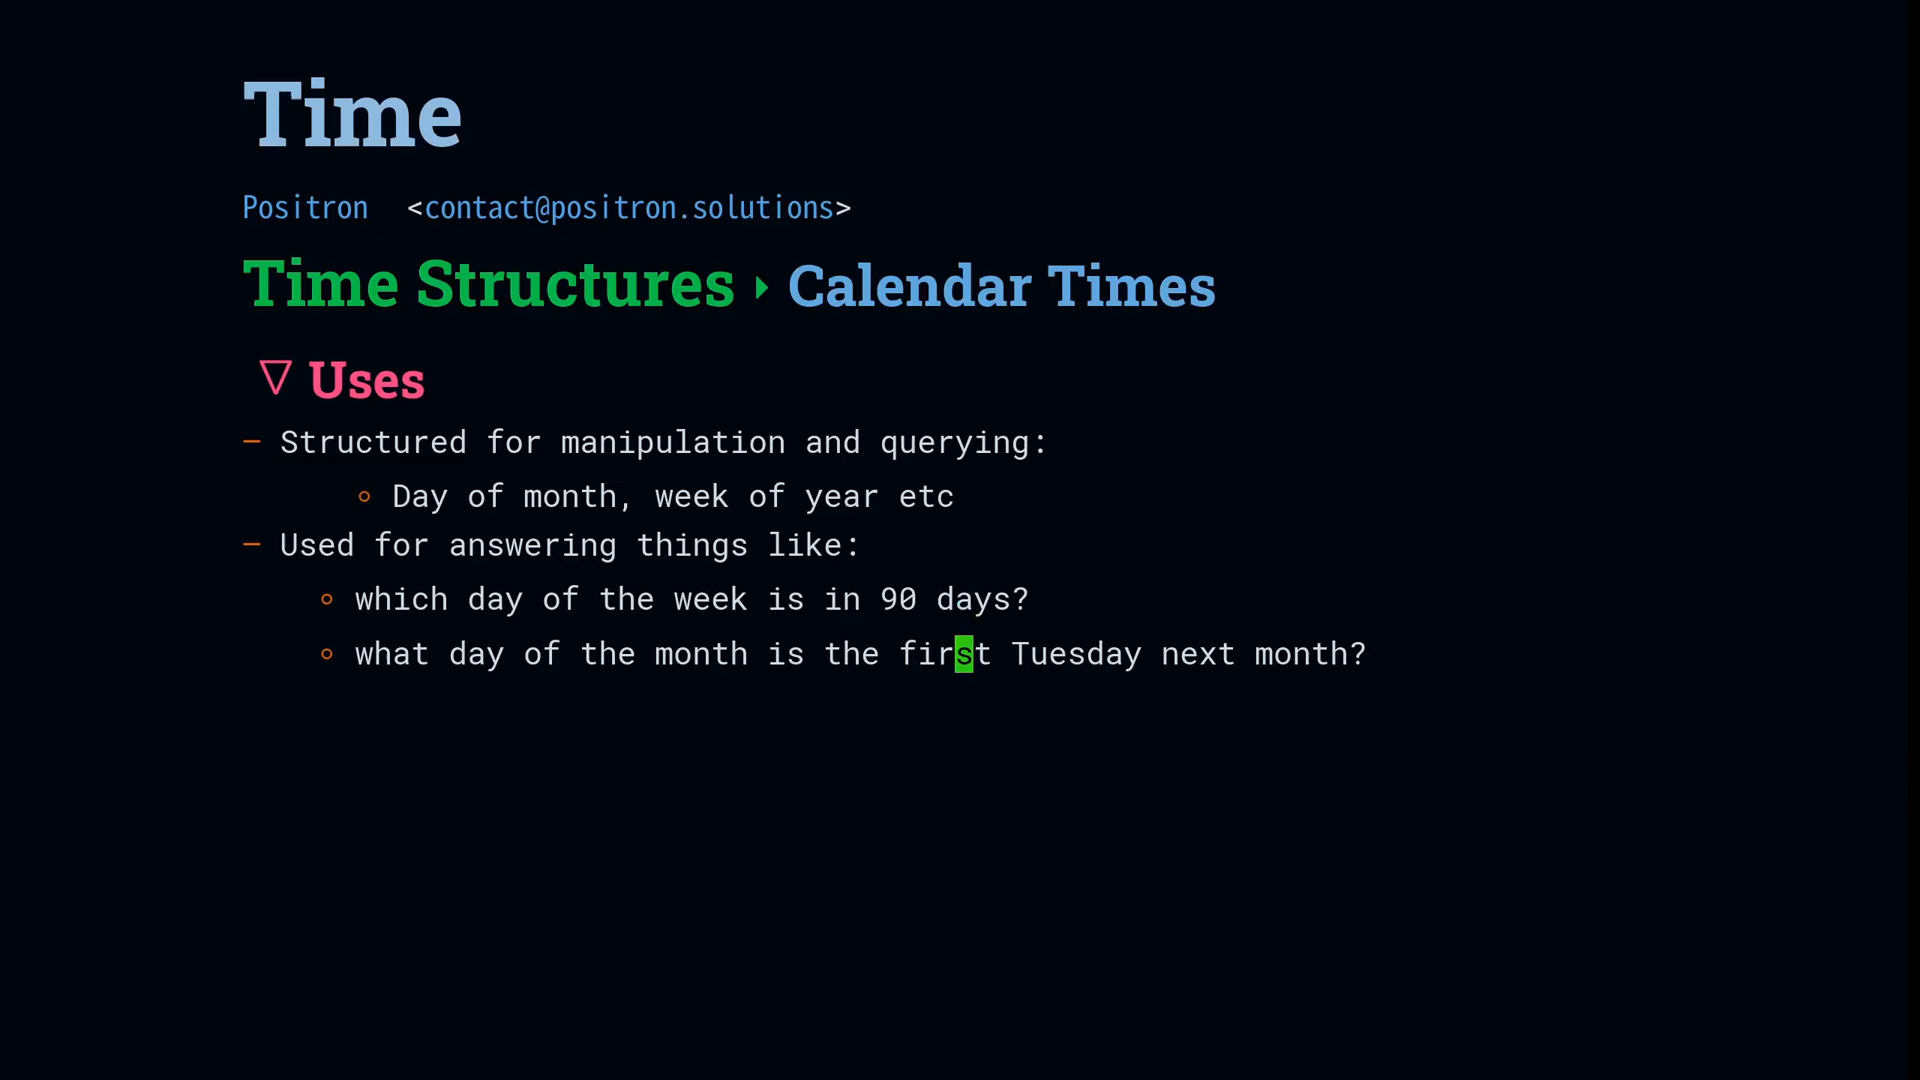 Time
Positron <contact@positron.solutions>
Time Structures ▸ Calendar Times
▽ Uses
– Structured for manipulation and querying:
∘ Day of month, week of year etc
– Used for answering things like:
∘ which day of the week is in 90 days?
∘ what day of the month is the first Tuesday next month?